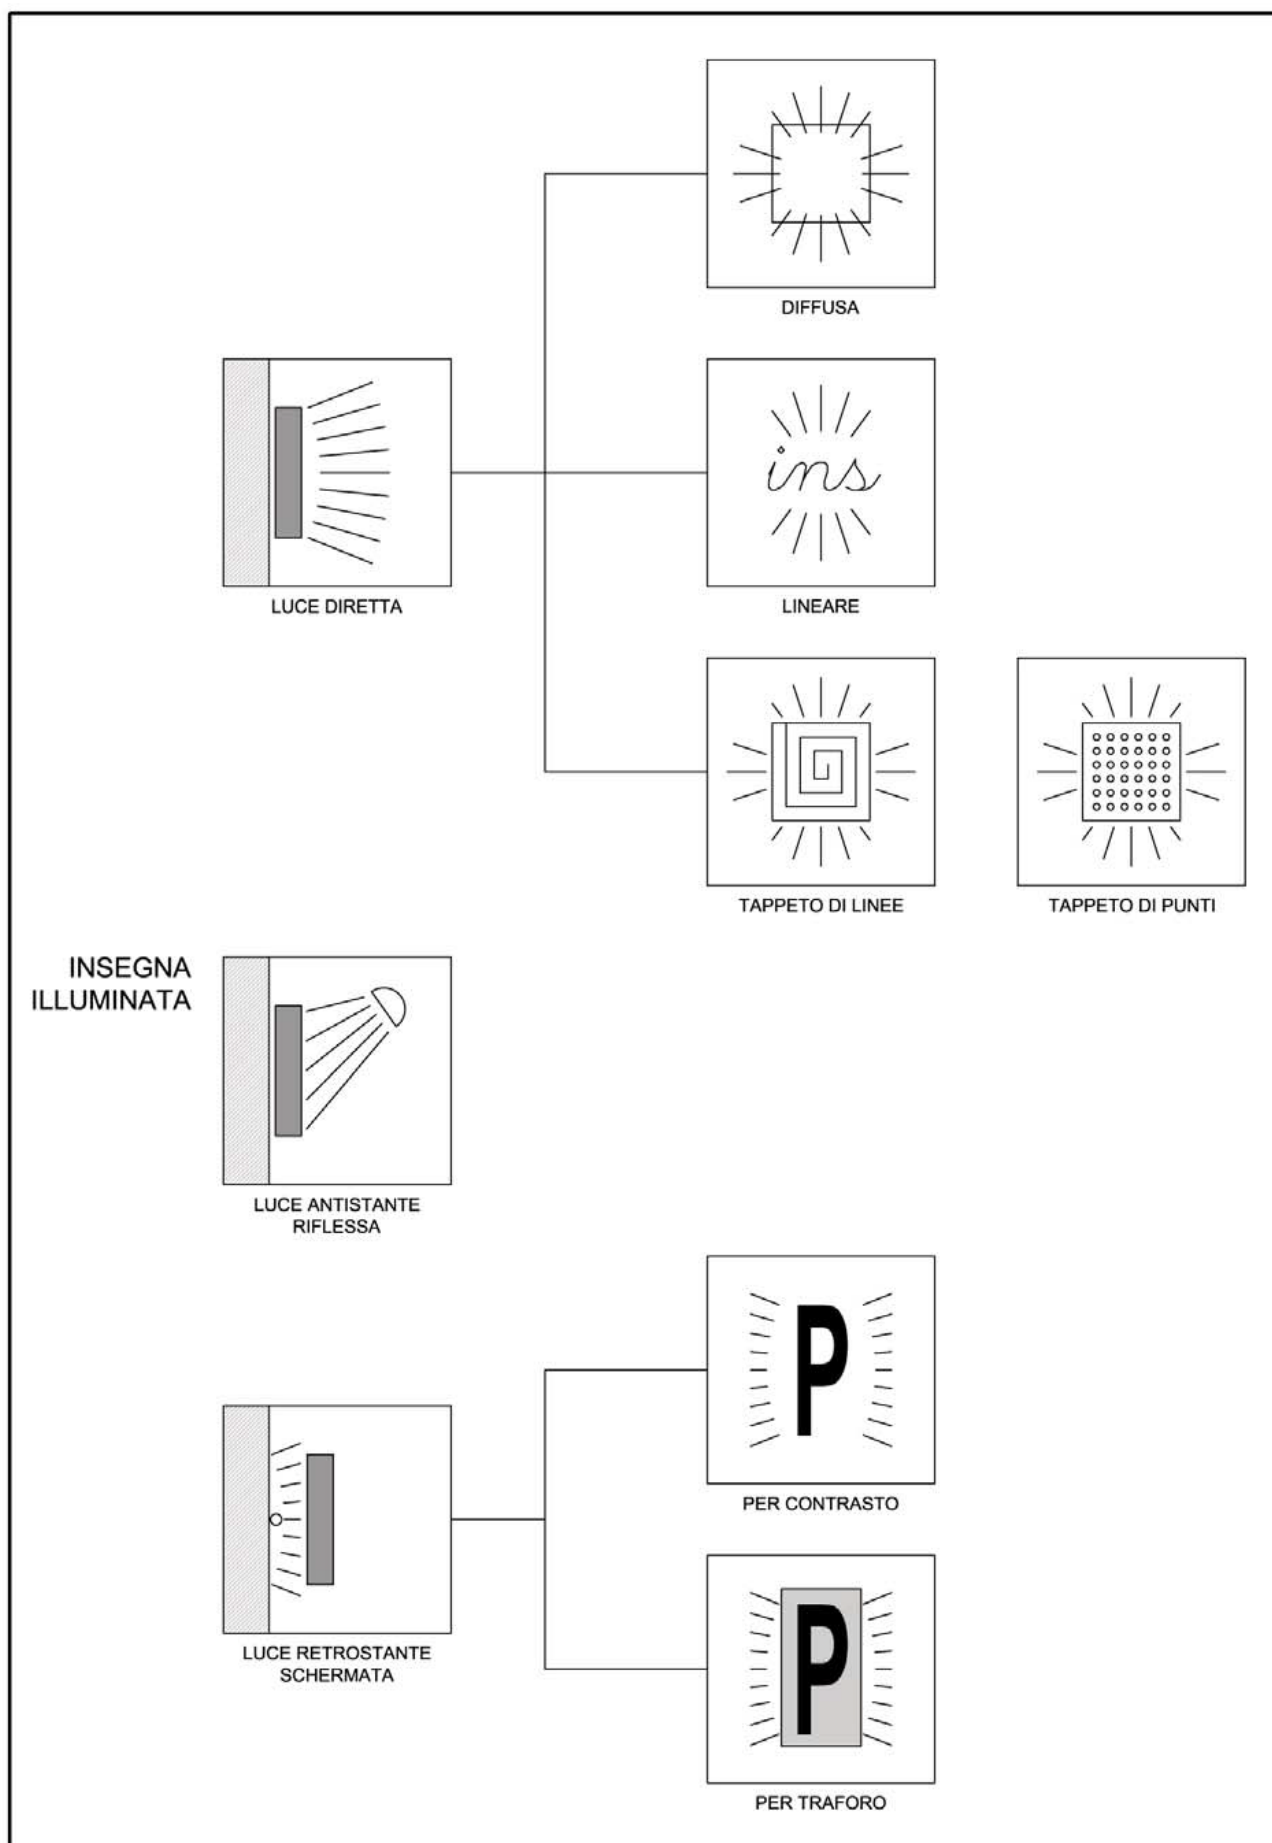 DIFFUSA
LUCE DIRETTA
ins
LINEARE
TAPPETO DI LINEE
TAPPETO DI PUNTI
INSEGNA
ILLUMINATA
LUCE ANTISTANTE
RIFLESSA
P
PER CONTRASTO
LUCE RETROSTANTE
SCHERMATA
P
PER TRAFORO